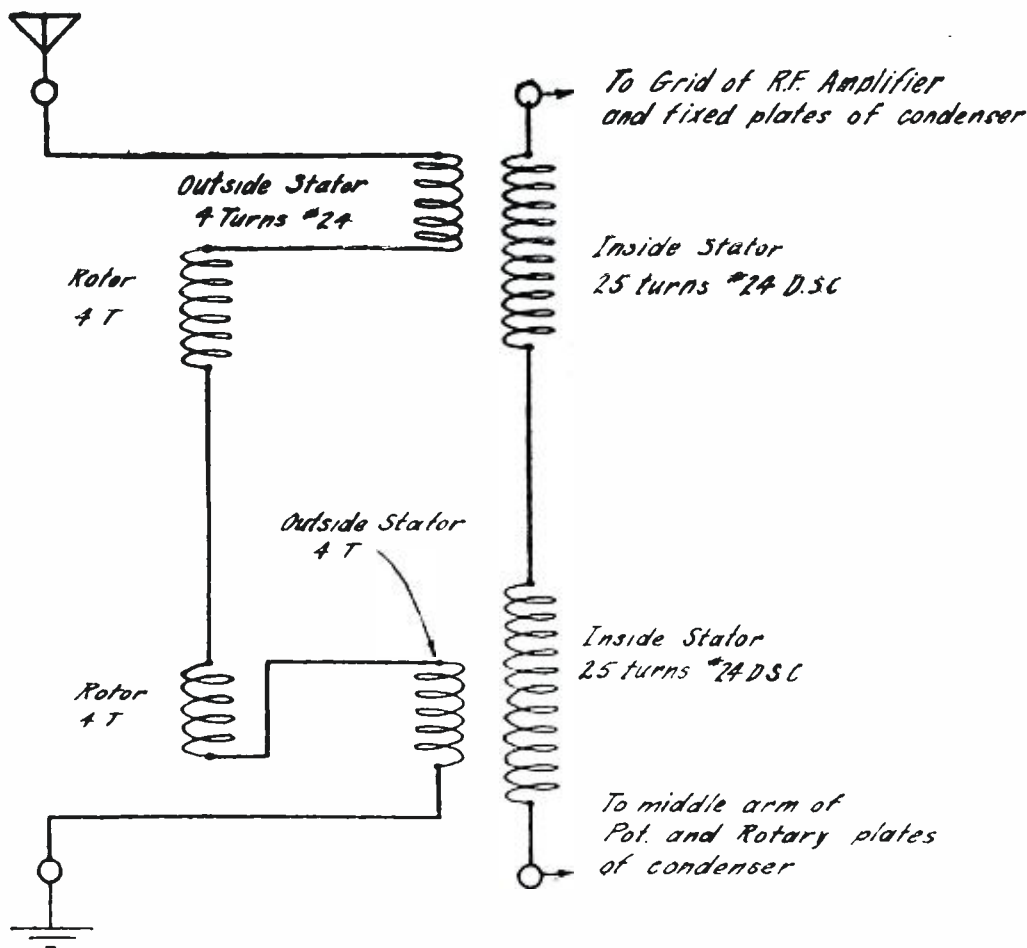 To Grid of R.F. Amplifier
and fixed plates of condenser
Outside Stator
4 Turns #24
Inside Stator
25 turns #24 D.S.C
Rotor
4 T
Outside Stator
4 T
Inside Stator
25 turns #24 D S C
Rotor
4 T
To middle arm of
Pot. and Rotary plates
of condenser